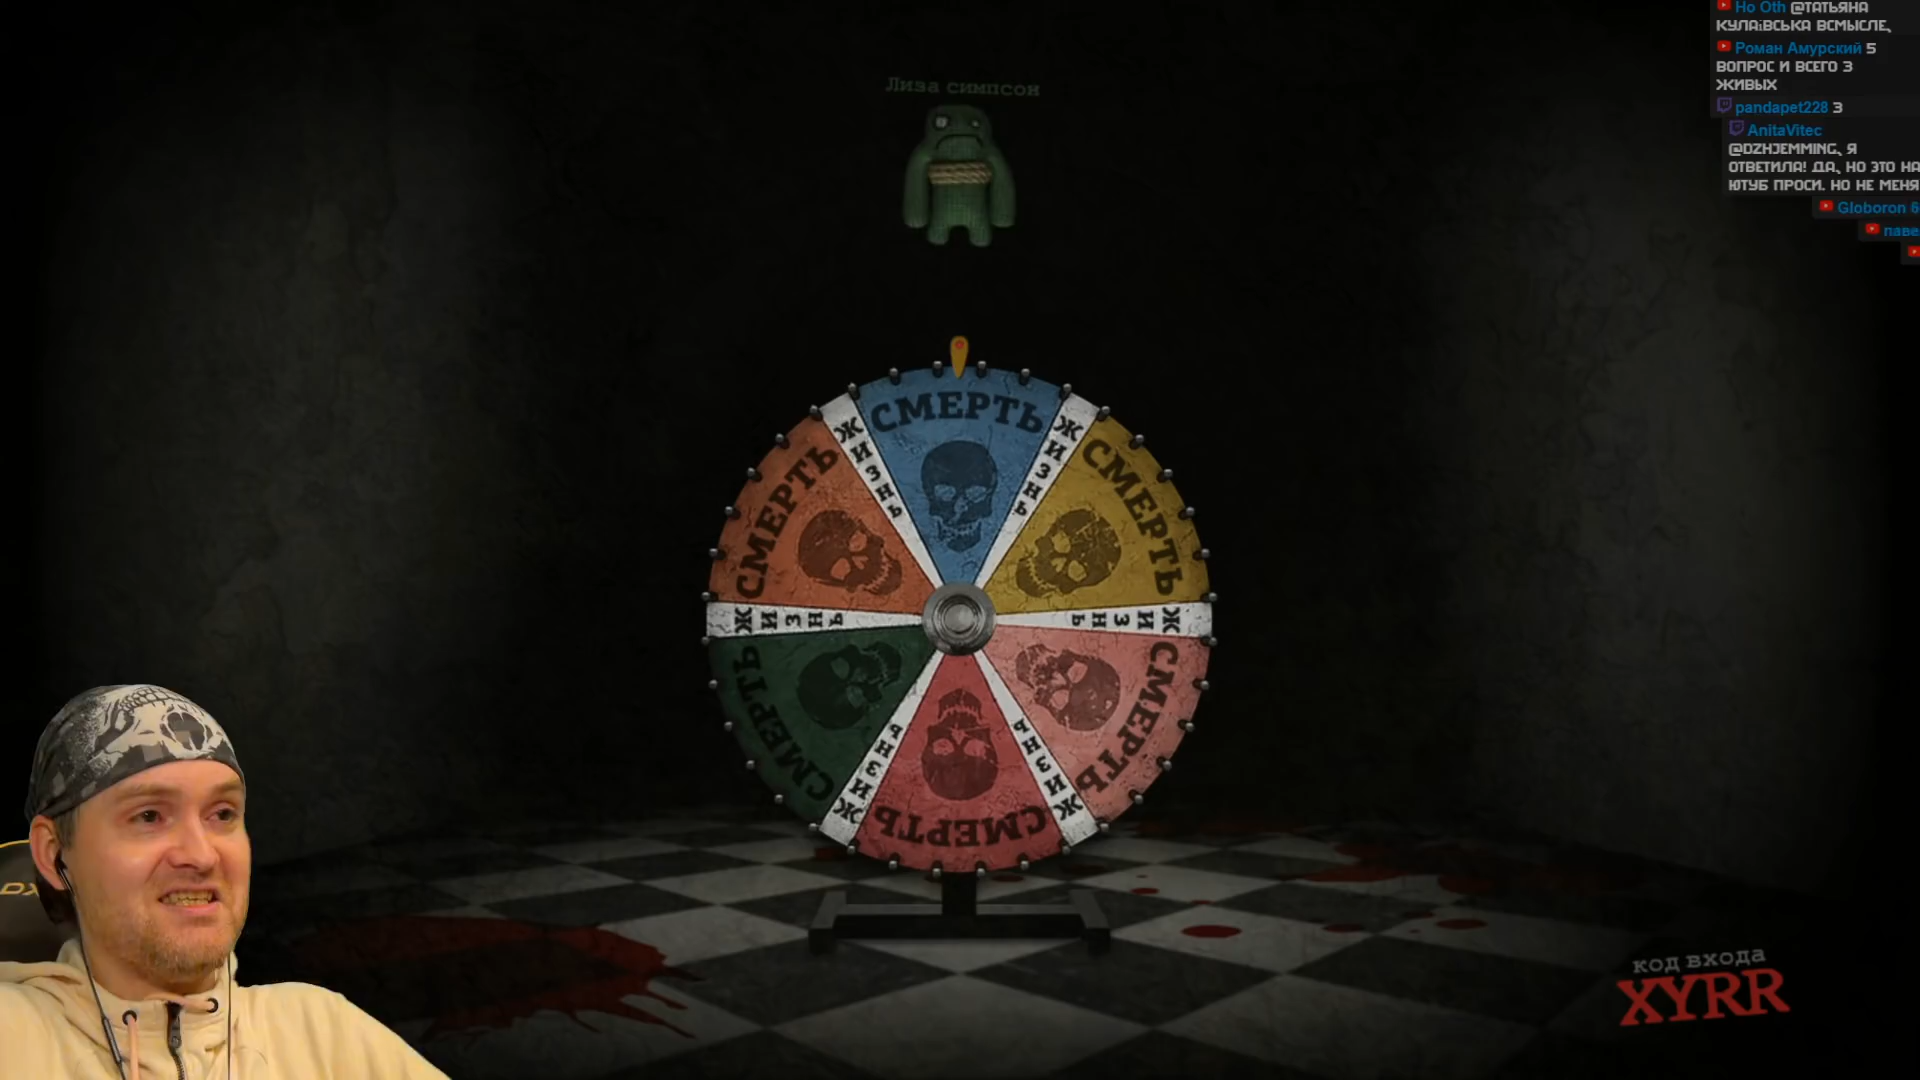 Лиза симпсон
Ho Oth @ТАТЬЯНА
КУЛАІВСЬКА ВСМЫСЛЕ,
Роман Амурский 5
ВОПРОС И ВСЕГО 3
ЖИВЫХ
pandapet228 3
AnitaVitec
@DZHJEMMING, Я
ОТВЕТИЛА! ДА, НО ЭТО НА
ЮТУБ ПРОСИ. НО НЕ МЕНЯ
Globoron 6
паве
СМЕРТЬ
ЖИЗНЬ
СМЕРТЬ
ЖИЗНЬ
СМЕРТЬ
ЖИЗНЬ
СМЕРТЬ
ЖИЗНЬ
СМЕРТЬ
ЖИЗНЬ
СМЕРТЬ
ЖИЗНЬ
код входа
XYRR